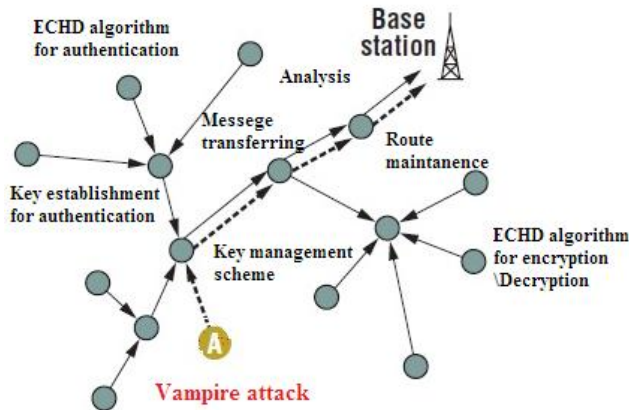 Base
station
ECHD algorithm
for authentication
Analysis
Messege
transferring
Route
maintanence
Key establishment
for authentication
Key management
scheme
ECHD algorithm
for encryption
\Decryption
A
Vampire attack